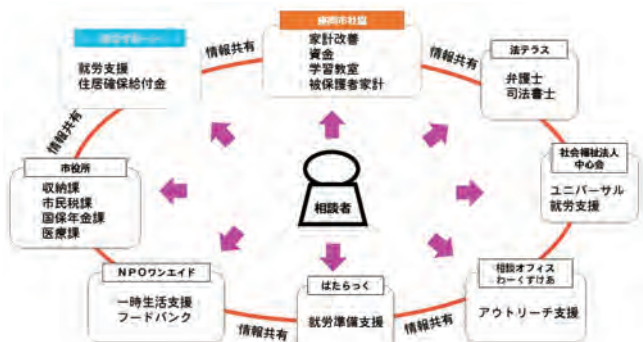 情報共有
家計改善
資金
学習教室
被保護者家計
情報共有
法テラス
弁護士
司法書士
就労支援
住居確保給付金
情報共有
市役所
収納課
市民税課
国保年金課
医療課
相談者
社会福祉法人
中心会
ユニバーサル
就労支援
NPOワンエイド
一時生活支援
フードバンク
情報共有
はたらっく
就労準備支援
情報共有
相談オフィス
わーくずけあ
アウトリーチ支援